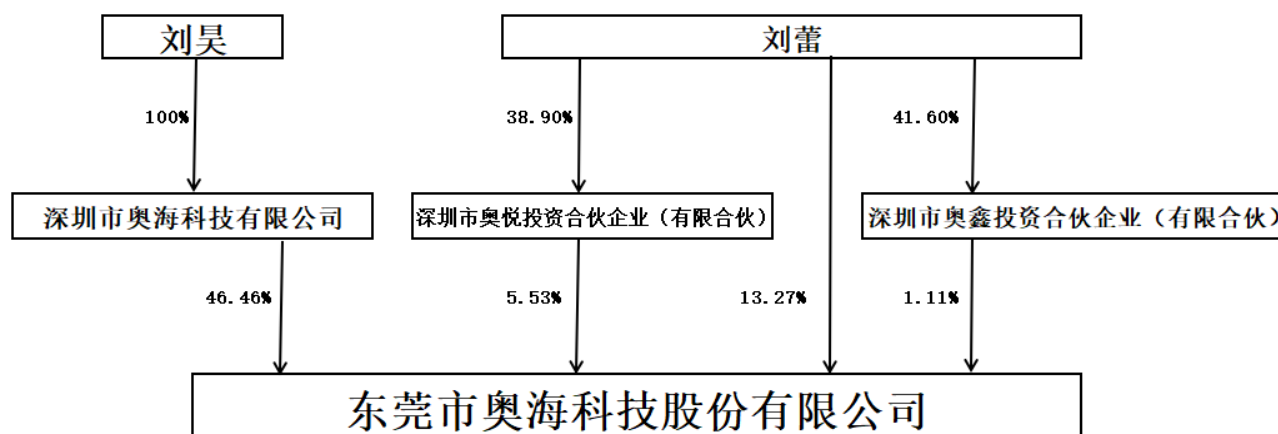 刘昊
刘蕾
100%
38.90%
41.60%
深圳市奥海科技有限公司
深圳市奥悦投资合伙企业（有限合伙）
深圳市奥鑫投资合伙企业（有限合伙）
46.46%
5.53%
13.27%
1.11%
东莞市奥海科技股份有限公司